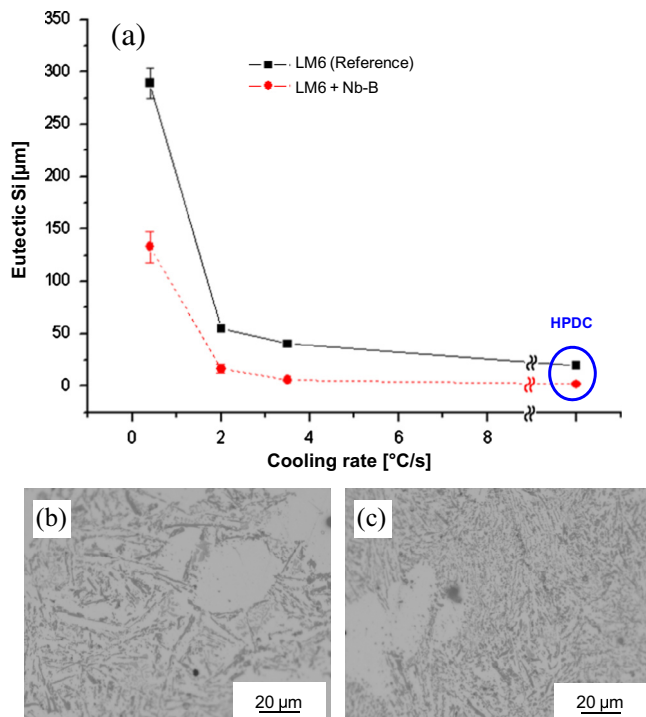 (a)
LM6 (Reference)
LM6 + Nb-B
350
300
250
200
150
100
50
0
Eutectic Si [µm]
HPDC
0 2 4 6 8
Cooling rate [°C/s]
(b)
20 µm
(c)
20 µm